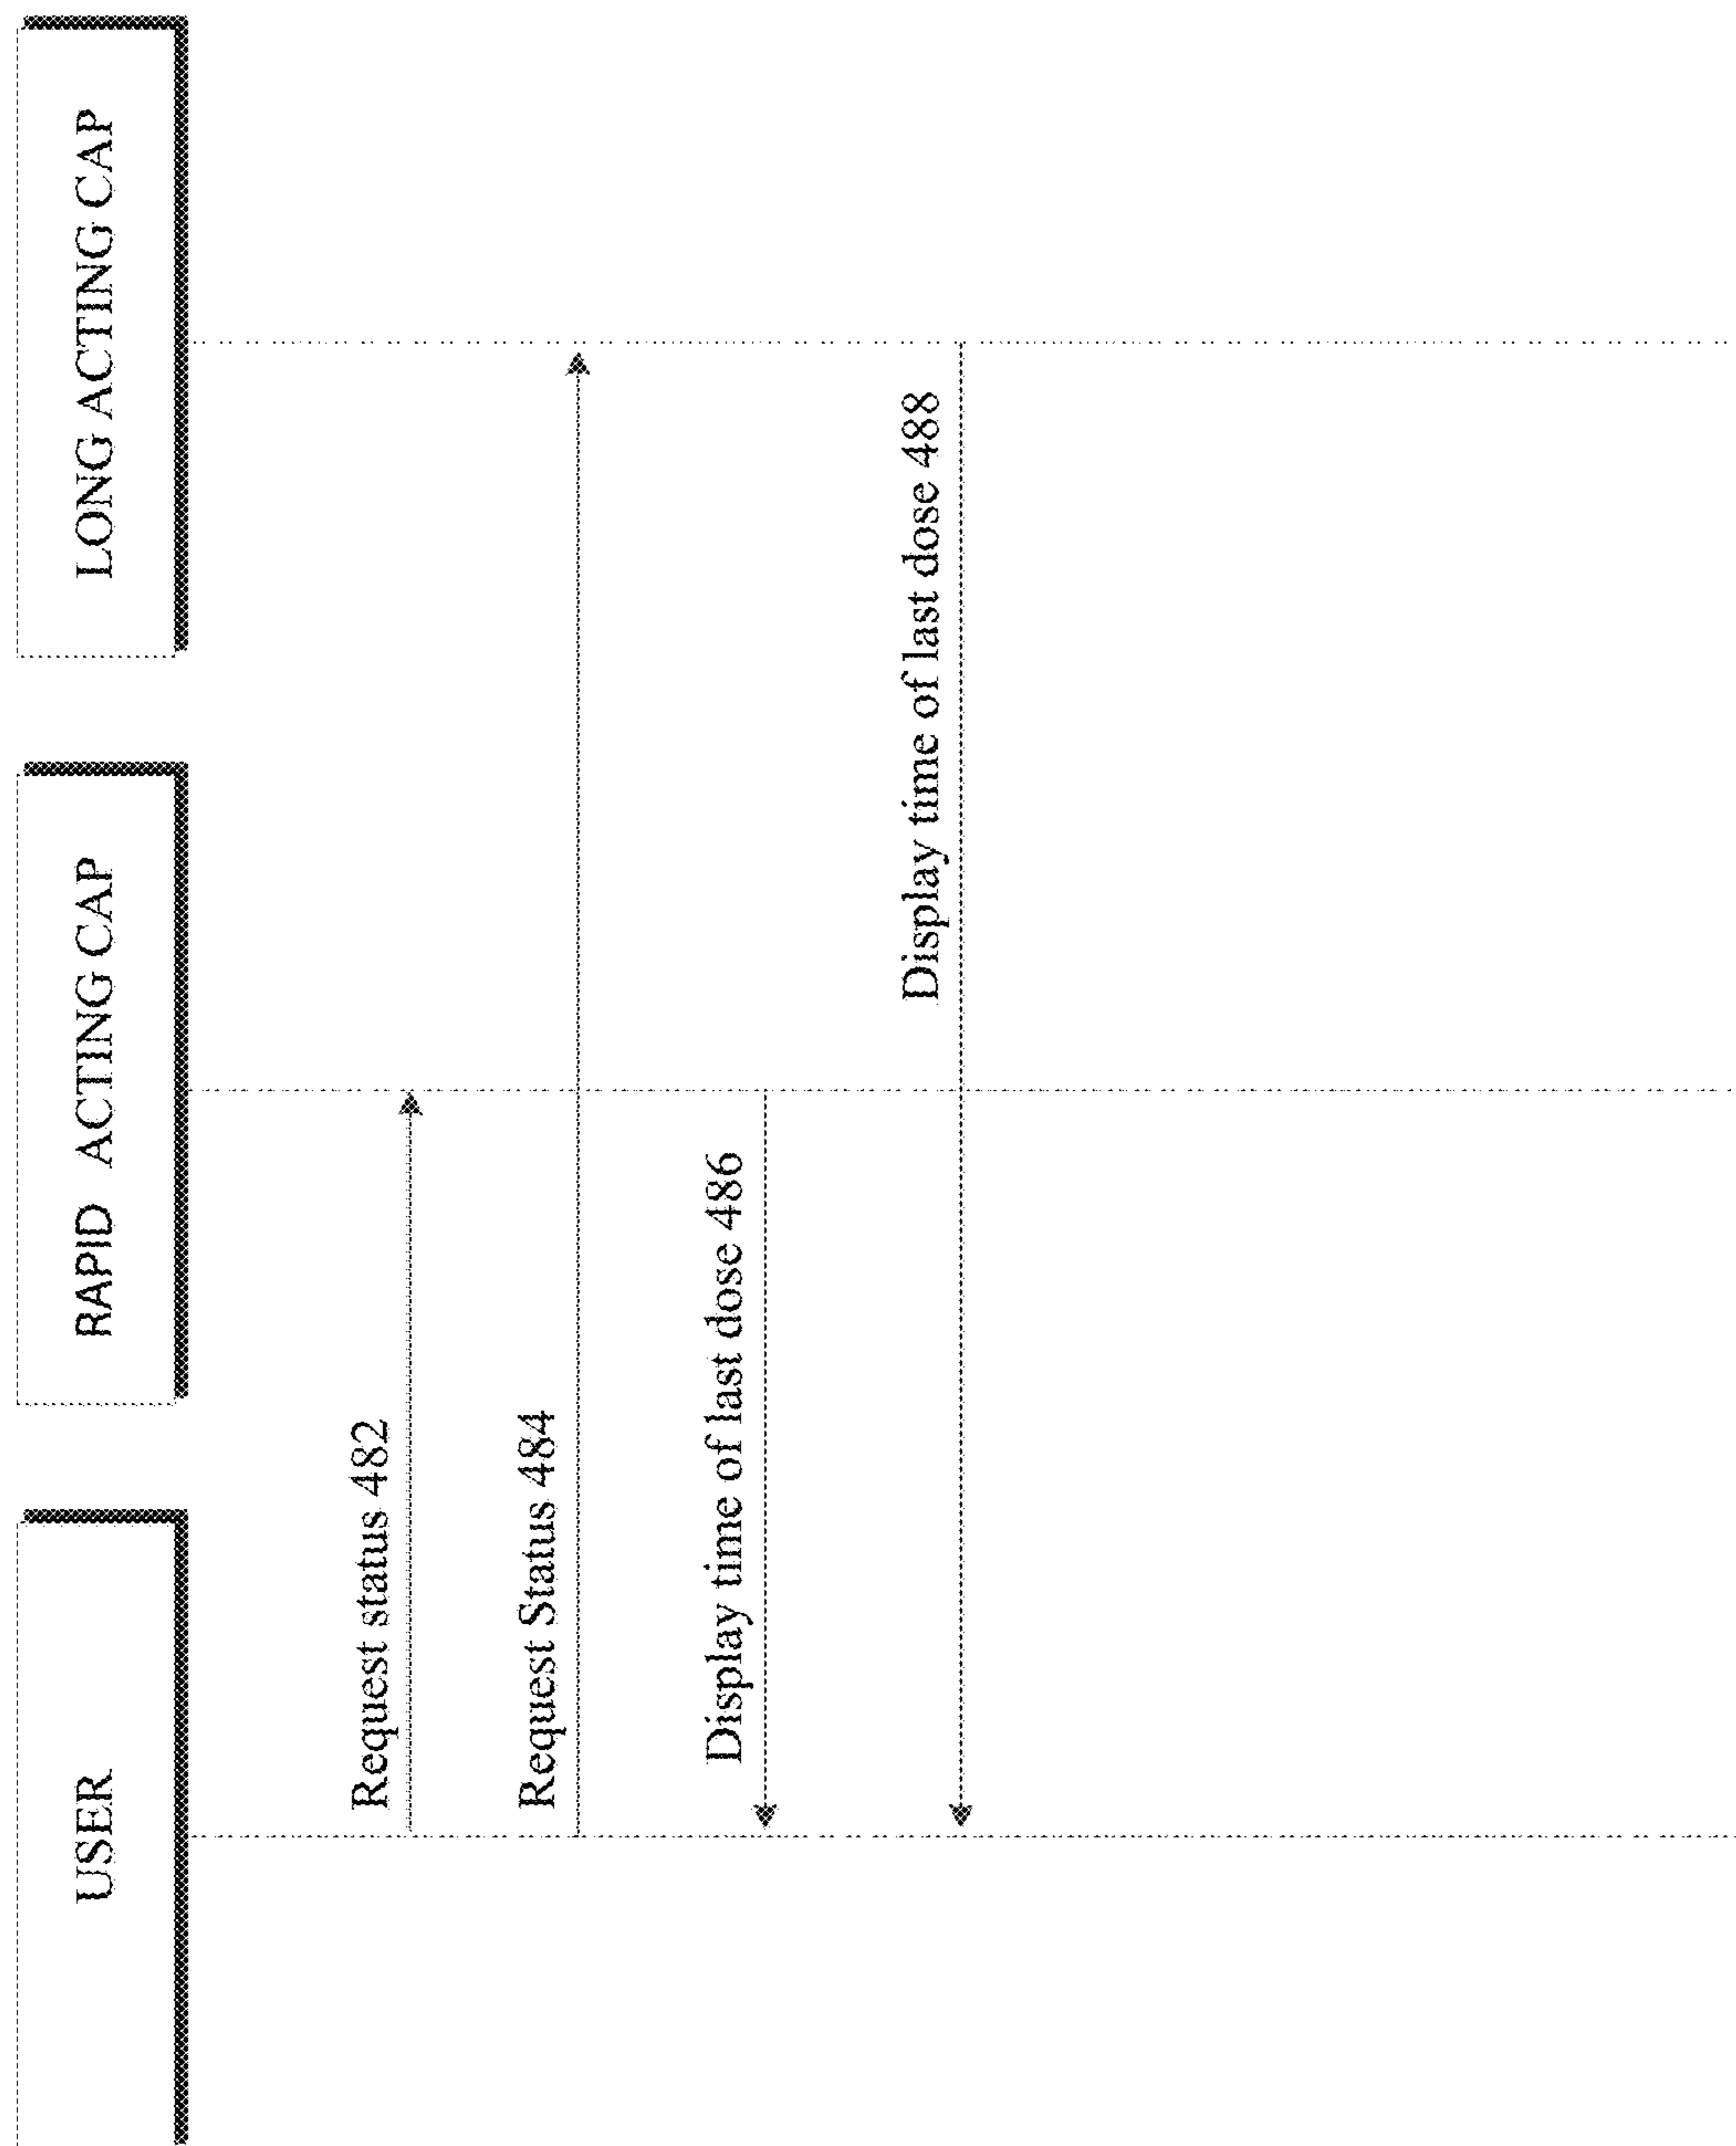 USER
RAPID ACTING CAP
LONG ACTING CAP
Request status 482
Request Status 484
Display time of last dose 486
Display time of last dose 488